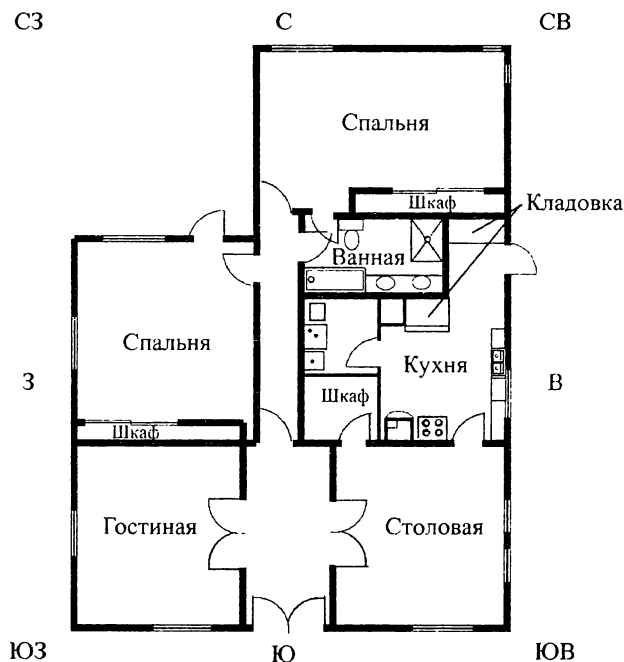 СЗ С СВ
Спальня
Шкаф
Кладовка
Ванная
Спальня
З
Кухня
В
Шкаф
Шкаф
Гостиная
Столовая
ЮЗ Ю ЮВ